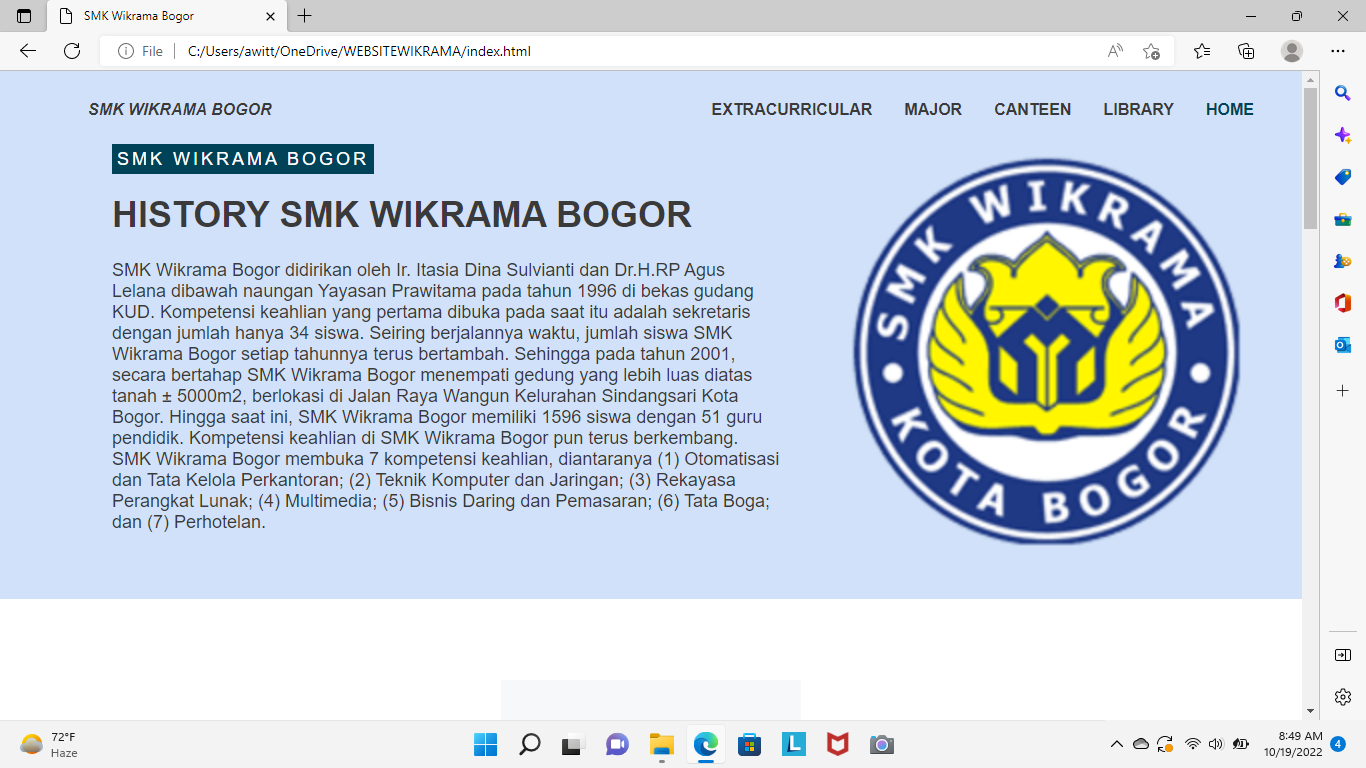 SMK Wikrama Bogor
File
C:/Users/awitt/OneDrive/WEBSITEWIKRAMA/index.html
SMK WIKRAMA BOGOR
EXTRACURRICULAR MAJOR CANTEEN LIBRARY HOME
SMK WIKRAMA BOGOR
HISTORY SMK WIKRAMA BOGOR
SMK Wikrama Bogor didirikan oleh Ir. Itasia Dina Sulvianti dan Dr.H.RP Agus
Lelana dibawah naungan Yayasan Prawitama pada tahun 1996 di bekas gudang
KUD. Kompetensi keahlian yang pertama dibuka pada saat itu adalah sekretaris
dengan jumlah hanya 34 siswa. Seiring berjalannya waktu, jumlah siswa SMK
Wikrama Bogor setiap tahunnya terus bertambah. Sehingga pada tahun 2001,
secara bertahap SMK Wikrama Bogor menempati gedung yang lebih luas diatas
tanah ± 5000m2, berlokasi di Jalan Raya Wangun Kelurahan Sindangsari Kota
Bogor. Hingga saat ini, SMK Wikrama Bogor memiliki 1596 siswa dengan 51 guru
pendidik. Kompetensi keahlian di SMK Wikrama Bogor pun terus berkembang.
SMK Wikrama Bogor membuka 7 kompetensi keahlian, diantaranya (1) Otomatisasi
dan Tata Kelola Perkantoran; (2) Teknik Komputer dan Jaringan; (3) Rekayasa
Perangkat Lunak; (4) Multimedia; (5) Bisnis Daring dan Pemasaran; (6) Tata Boga;
dan (7) Perhotelan.
SMK WIKRAMA
KOTA BOGOR
72°F
Haze
8:49 AM
10/19/2022
4